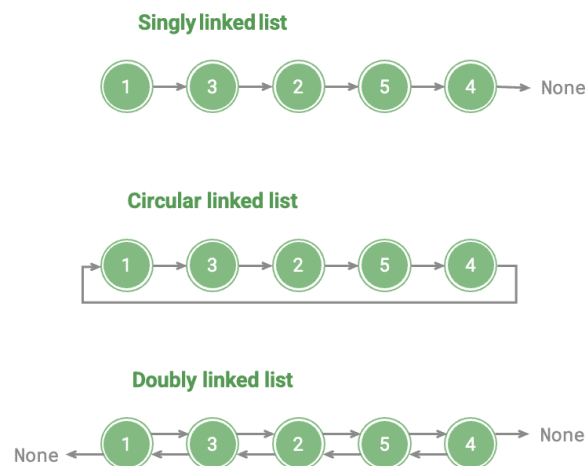 Singly linked list
1 3 2 5 4 None
Circular linked list
1 3 2 5 4
Doubly linked list
None
1 3 2 5 4
None